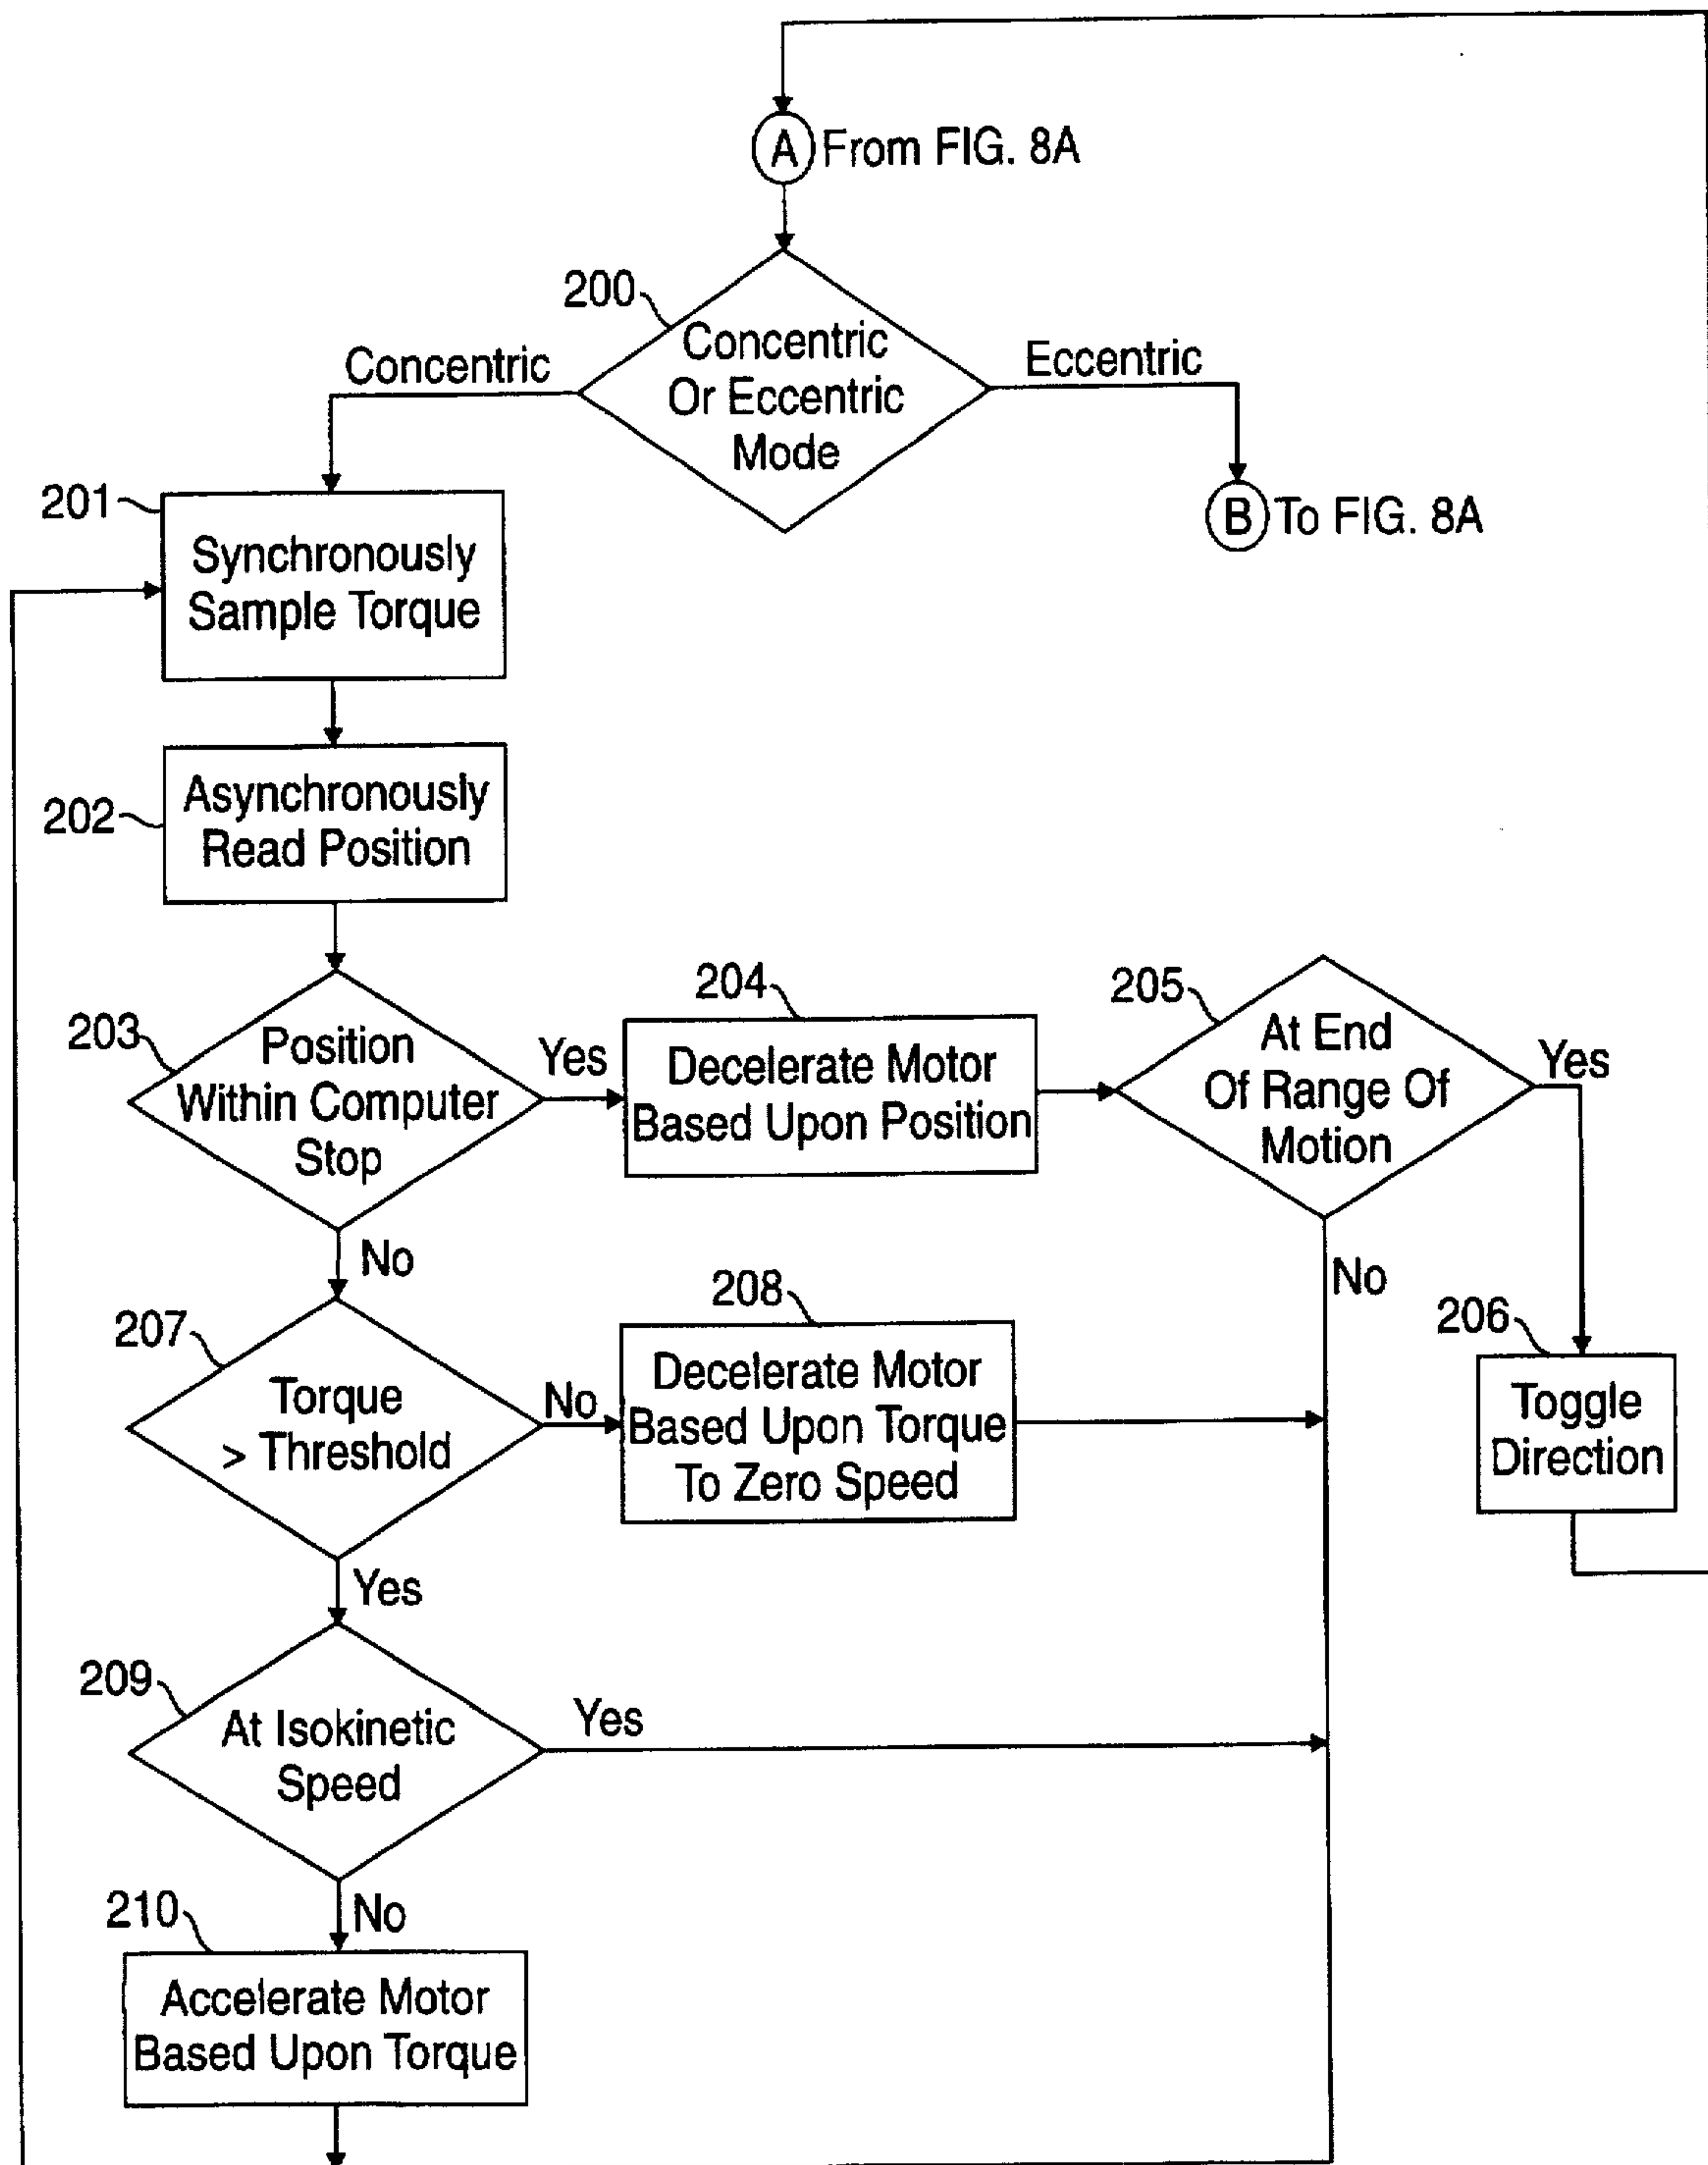 A From FIG. 8A
200
Concentric
Or Eccentric
Mode
Concentric
Eccentric
B To FIG. 8A
201
Synchronously
Sample Torque
202
Asynchronously
Read Position
203
Position
Within Computer
Stop
Yes
204
Decelerate Motor
Based Upon Position
205
At End
Of Range Of
Motion
Yes
No
No
206
Toggle
Direction
207
Torque
> Threshold
No
208
Decelerate Motor
Based Upon Torque
To Zero Speed
Yes
209
At Isokinetic
Speed
Yes
No
210
Accelerate Motor
Based Upon Torque